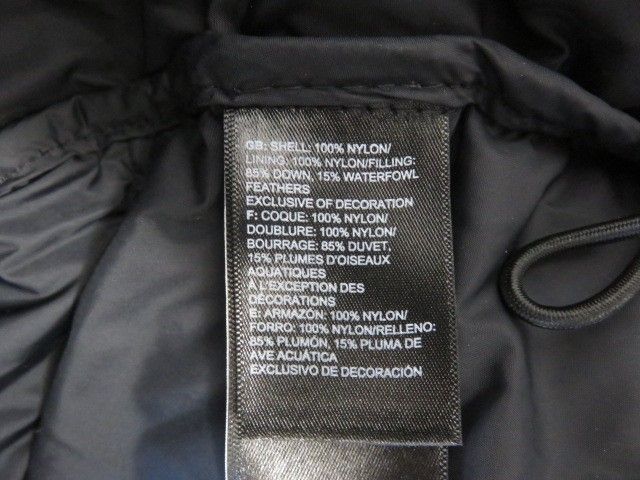 GB: SHELL: 100% NYLON/
LINING: 100% NYLON/FILLING:
85% DOWN, 15% WATERFOWL
FEATHERS
EXCLUSIVE OF DECORATION
F: COQUE: 100% NYLON/
DOUBLURE: 100% NYLON/
BOURRAGE: 85% DUVET,
15% PLUMES D'OISEAUX
AQUATIQUES
À L'EXCEPTION DES
DÉCORATIONS
E: ARMAZÓN: 100% NYLON/
FORRO: 100% NYLON/RELLENO:
85% PLUMÓN, 15% PLUMA DE
AVE ACUÁTICA
EXCLUSIVO DE DECORACIÓN